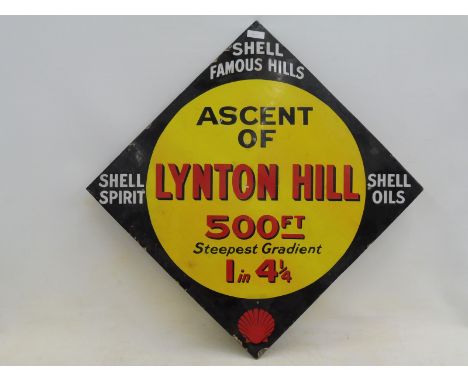 SHELL
FAMOUS HILLS
ASCENT
OF
LYNTON HILL
500FT
Steepest Gradient
1 in 4¼
SHELL
SPIRIT
SHELL
OILS